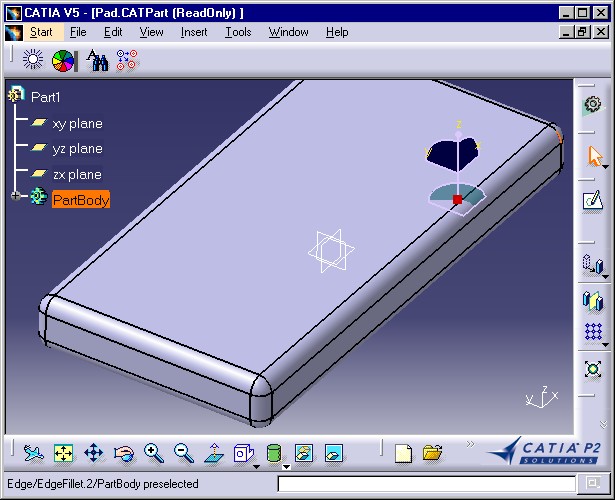 CATIA V5 - [Pad.CATPart (ReadOnly) ]
Start File Edit View Insert Tools Window Help
Part1
xy plane
yz plane
zx plane
PartBody
z
z
y x
CATIA P2
SOLUTIONS
Edge/EdgeFillet.2/PartBody preselected